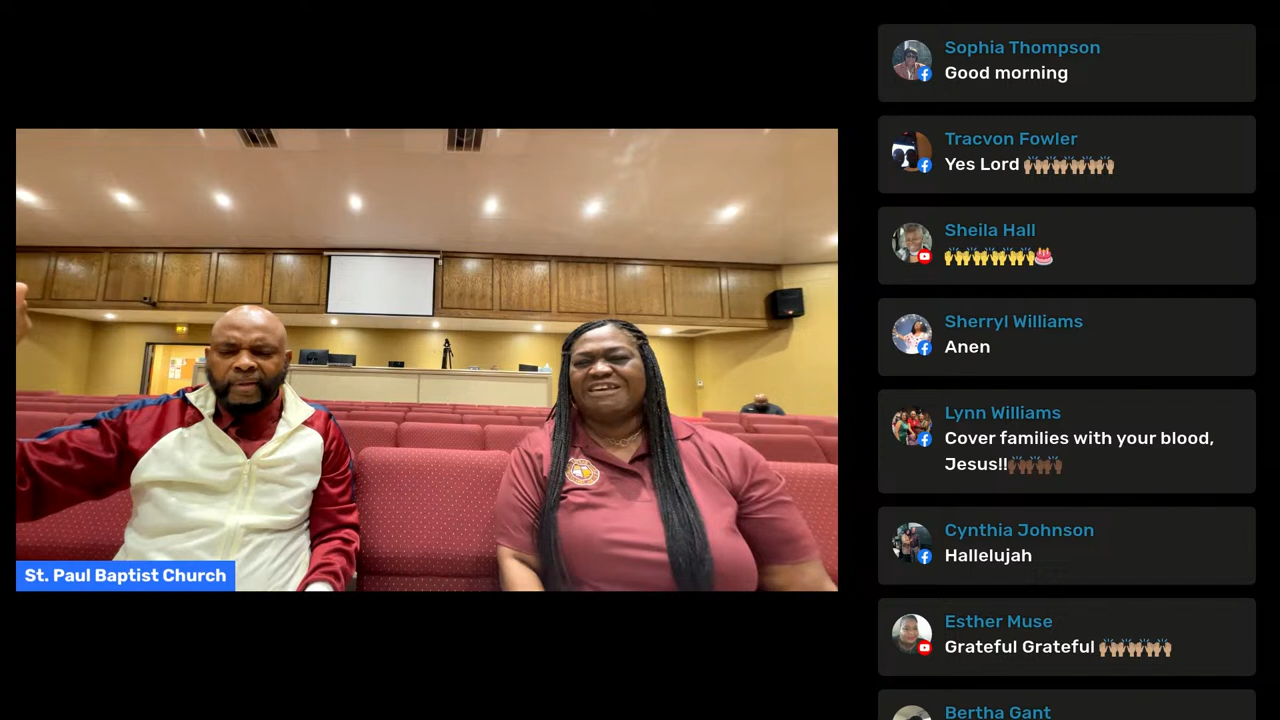 Sophia Thompson
Good morning
Tracvon Fowler
Yes Lord 🙌🏽🙌🏽🙌🏽🙌🏽🙌🏽
Sheila Hall
🙌🙌🙌🙌🙌🎂
Sherryl Williams
Anen
Lynn Williams
Cover families with your blood,
Jesus!!🙌🏾🙌🏾🙌🏾
Cynthia Johnson
Hallelujah
Esther Muse
Grateful Grateful 🙌🏽🙌🏽🙌🏽🙌🏽
Bertha Gant
St. Paul Baptist Church